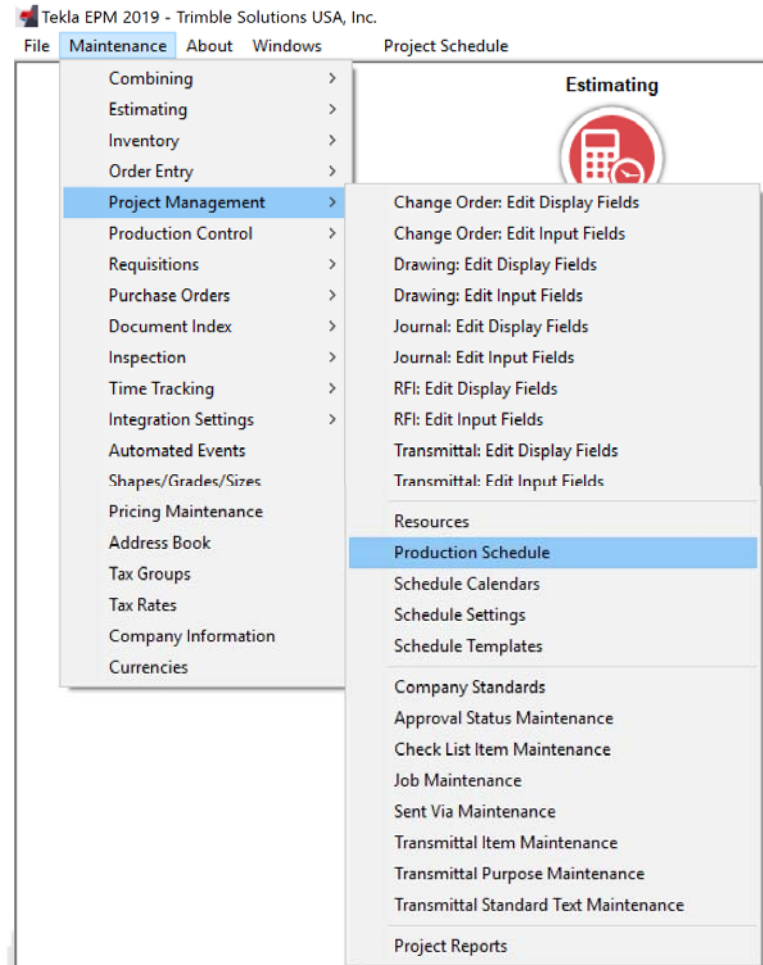 Tekla EPM 2019 - Trimble Solutions USA, Inc.
File Maintenance About Windows Project Schedule
Estimating
Combining >
Estimating >
Inventory >
Order Entry >
Project Management >
Production Control >
Requisitions >
Purchase Orders >
Document Index >
Inspection >
Time Tracking >
Integration Settings >
Automated Events
Shapes/Grades/Sizes
Pricing Maintenance
Address Book
Tax Groups
Tax Rates
Company Information
Currencies
Change Order: Edit Display Fields
Change Order: Edit Input Fields
Drawing: Edit Display Fields
Drawing: Edit Input Fields
Journal: Edit Display Fields
Journal: Edit Input Fields
RFI: Edit Display Fields
RFI: Edit Input Fields
Transmittal: Edit Display Fields
Transmittal: Edit Input Fields
Resources
Production Schedule
Schedule Calendars
Schedule Settings
Schedule Templates
Company Standards
Approval Status Maintenance
Check List Item Maintenance
Job Maintenance
Sent Via Maintenance
Transmittal Item Maintenance
Transmittal Purpose Maintenance
Transmittal Standard Text Maintenance
Project Reports